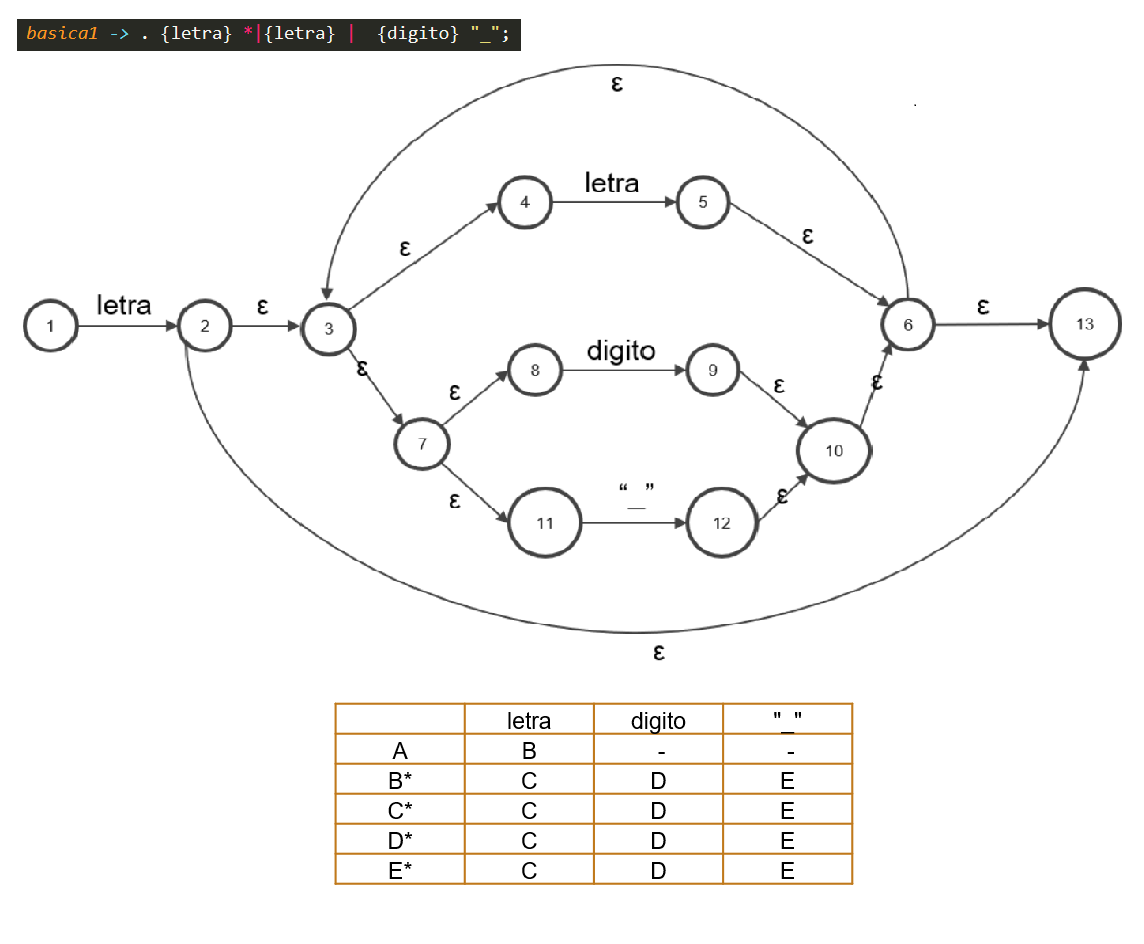 basica1 -> . {letra} *|{letra} |  {digito} "_";
ε
letra
4
5
ε
ε
letra
ε
ε
1
2
3
6
13
ε
digito
8
9
ε
ε
ε
7
10
“_”
ε
ε
11
12
ε
letra digito "_"
A B - -
B* C D E
C* C D E
D* C D E
E* C D E